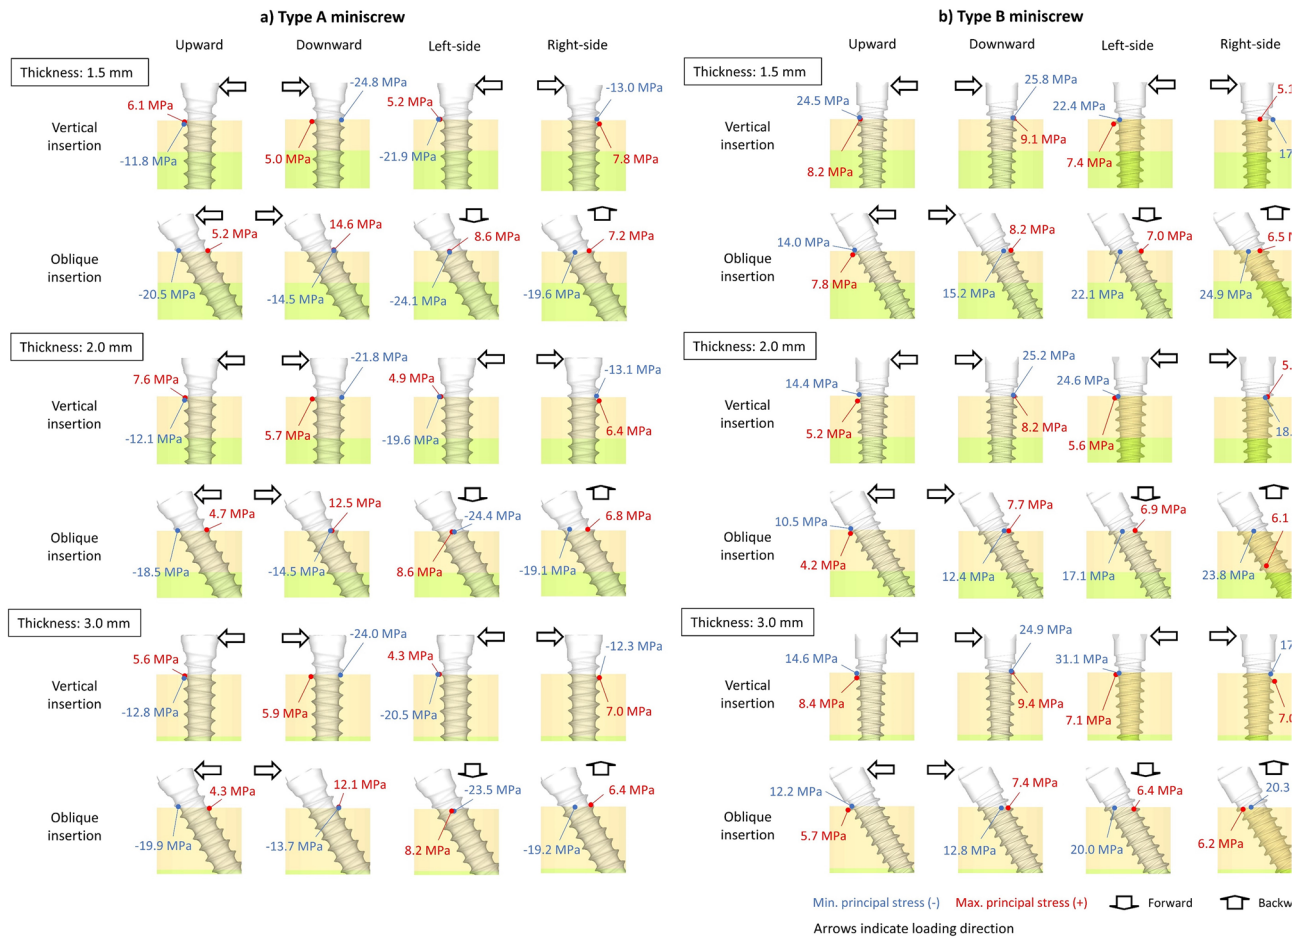 a) Type A miniscrew
Upward Downward Left-side Right-side
Thickness: 1.5 mm
Vertical
insertion
6.1 MPa
-11.8 MPa
-24.8 MPa
5.0 MPa
5.2 MPa
-21.9 MPa
-13.0 MPa
7.8 MPa
Oblique
insertion
5.2 MPa
-20.5 MPa
14.6 MPa
-14.5 MPa
8.6 MPa
-24.1 MPa
7.2 MPa
-19.6 MPa
Thickness: 2.0 mm
Vertical
insertion
7.6 MPa
-12.1 MPa
-21.8 MPa
5.7 MPa
4.9 MPa
-19.6 MPa
-13.1 MPa
6.4 MPa
Oblique
insertion
4.7 MPa
-18.5 MPa
12.5 MPa
-14.5 MPa
-24.4 MPa
8.6 MPa
6.8 MPa
-19.1 MPa
Thickness: 3.0 mm
Vertical
insertion
5.6 MPa
-12.8 MPa
-24.0 MPa
5.9 MPa
4.3 MPa
-20.5 MPa
-12.3 MPa
7.0 MPa
Oblique
insertion
4.3 MPa
-19.9 MPa
12.1 MPa
-13.7 MPa
-23.5 MPa
8.2 MPa
6.4 MPa
-19.2 MPa
b) Type B miniscrew
Upward Downward Left-side Right-side
Thickness: 1.5 mm
Vertical
insertion
24.5 MPa
8.2 MPa
25.8 MPa
9.1 MPa
22.4 MPa
7.4 MPa
5.1
17
Oblique
insertion
14.0 MPa
7.8 MPa
8.2 MPa
15.2 MPa
7.0 MPa
22.1 MPa
6.5
24.9 MPa
Thickness: 2.0 mm
Vertical
insertion
14.4 MPa
5.2 MPa
25.2 MPa
8.2 MPa
24.6 MPa
5.6 MPa
5.
18.
Oblique
insertion
10.5 MPa
4.2 MPa
7.7 MPa
12.4 MPa
6.9 MPa
17.1 MPa
6.1
23.8 MPa
Thickness: 3.0 mm
Vertical
insertion
14.6 MPa
8.4 MPa
24.9 MPa
9.4 MPa
31.1 MPa
7.1 MPa
17
7.0
Oblique
insertion
12.2 MPa
5.7 MPa
7.4 MPa
12.8 MPa
6.4 MPa
20.0 MPa
20.3
6.2 MPa
Min. principal stress (-) Max. principal stress (+) Forward Backw
Arrows indicate loading direction